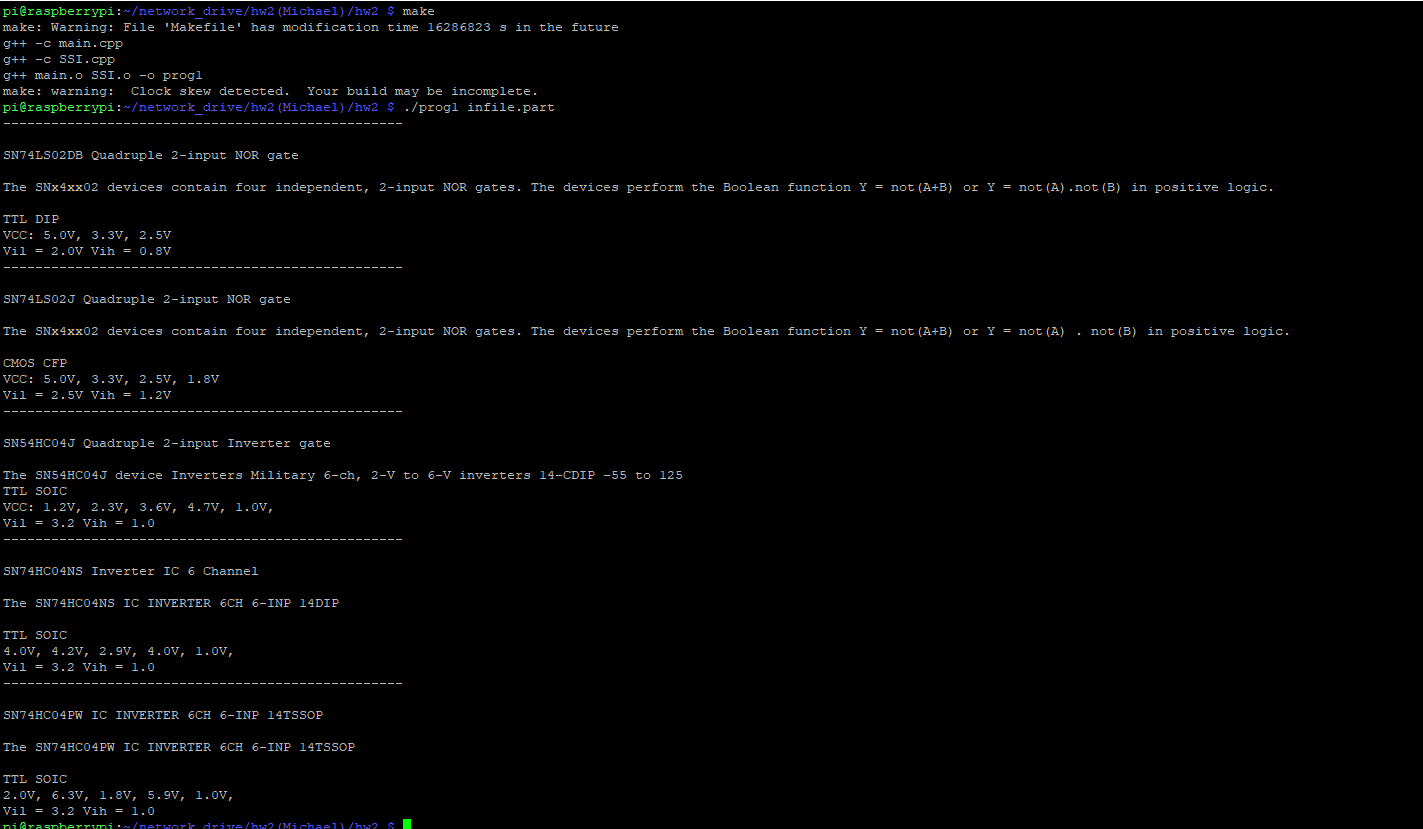 pi@raspberrypi:~/network_drive/hw2(Michael)/hw2 $ make
make: Warning: File 'Makefile' has modification time 16286823 s in the future
g++ -c main.cpp
g++ -c SSI.cpp
g++ main.o SSI.o -o prog1
make: warning:  Clock skew detected.  Your build may be incomplete.
pi@raspberrypi:~/network_drive/hw2(Michael)/hw2 $ ./prog1 infile.part
--------------------------------------------------
SN74LS02DB Quadruple 2-input NOR gate
The SNx4xx02 devices contain four independent, 2-input NOR gates. The devices perform the Boolean function Y = not(A+B) or Y = not(A).not(B) in positive logic.
TTL DIP
VCC: 5.0V, 3.3V, 2.5V
Vil = 2.0V Vih = 0.8V
--------------------------------------------------
SN74LS02J Quadruple 2-input NOR gate
The SNx4xx02 devices contain four independent, 2-input NOR gates. The devices perform the Boolean function Y = not(A+B) or Y = not(A) . not(B) in positive logic.
CMOS CFP
VCC: 5.0V, 3.3V, 2.5V, 1.8V
Vil = 2.5V Vih = 1.2V
--------------------------------------------------
SN54HC04J Quadruple 2-input Inverter gate
The SN54HC04J device Inverters Military 6-ch, 2-V to 6-V inverters 14-CDIP -55 to 125
TTL SOIC
VCC: 1.2V, 2.3V, 3.6V, 4.7V, 1.0V,
Vil = 3.2 Vih = 1.0
--------------------------------------------------
SN74HC04NS Inverter IC 6 Channel
The SN74HC04NS IC INVERTER 6CH 6-INP 14DIP
TTL SOIC
4.0V, 4.2V, 2.9V, 4.0V, 1.0V,
Vil = 3.2 Vih = 1.0
--------------------------------------------------
SN74HC04PW IC INVERTER 6CH 6-INP 14TSSOP
The SN74HC04PW IC INVERTER 6CH 6-INP 14TSSOP
TTL SOIC
2.0V, 6.3V, 1.8V, 5.9V, 1.0V,
Vil = 3.2 Vih = 1.0
pi@raspberrypi:~/network_drive/hw2(Michael)/hw2 $